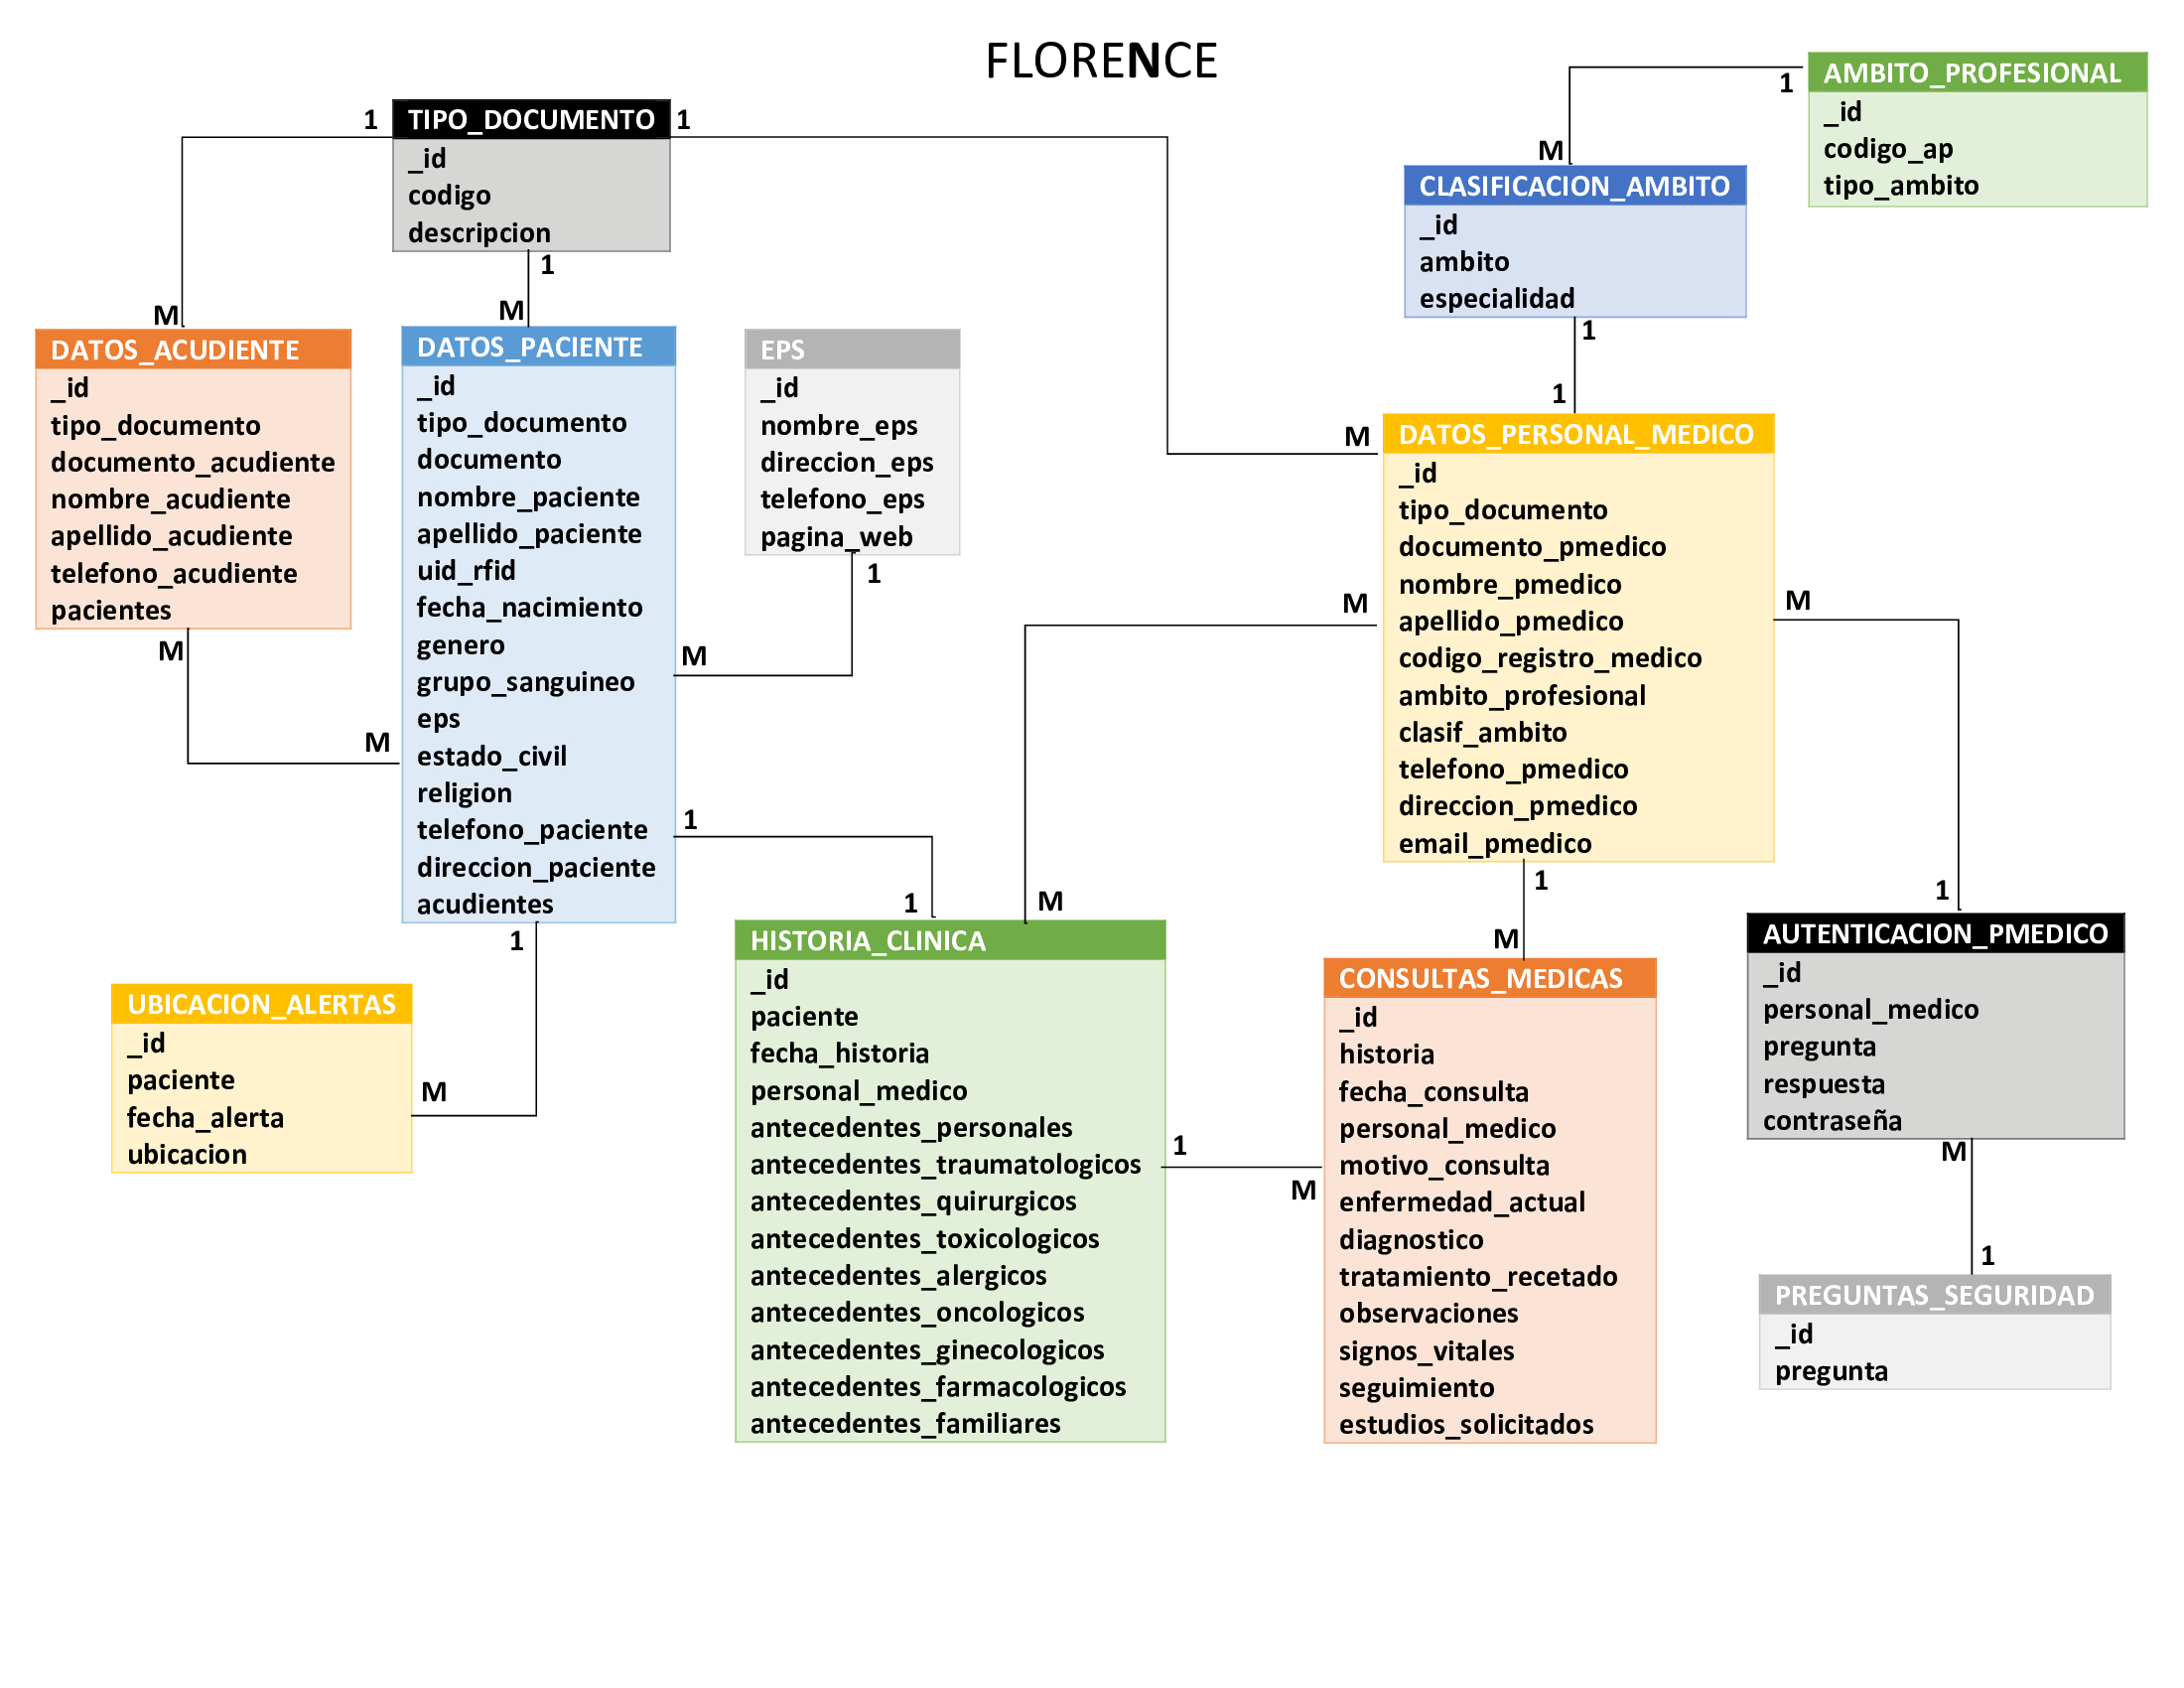 FLORENCE
TIPO_DOCUMENTO
_id
codigo
descripcion
1
1
1
M
M
M
AMBITO_PROFESIONAL
_id
codigo_ap
tipo_ambito
1
M
CLASIFICACION_AMBITO
_id
ambito
especialidad
1
1
DATOS_ACUDIENTE
_id
tipo_documento
documento_acudiente
nombre_acudiente
apellido_acudiente
telefono_acudiente
pacientes
M
M
DATOS_PACIENTE
_id
tipo_documento
documento
nombre_paciente
apellido_paciente
uid_rfid
fecha_nacimiento
genero
grupo_sanguineo
eps
estado_civil
religion
telefono_paciente
direccion_paciente
acudientes
1
1
1
M
EPS
_id
nombre_eps
direccion_eps
telefono_eps
pagina_web
1
M
DATOS_PERSONAL_MEDICO
_id
tipo_documento
documento_pmedico
nombre_pmedico
apellido_pmedico
codigo_registro_medico
ambito_profesional
clasif_ambito
telefono_pmedico
direccion_pmedico
email_pmedico
M
M
M
1
1
M
UBICACION_ALERTAS
_id
paciente
fecha_alerta
ubicacion
HISTORIA_CLINICA
_id
paciente
fecha_historia
personal_medico
antecedentes_personales
antecedentes_traumatologicos
antecedentes_quirurgicos
antecedentes_toxicologicos
antecedentes_alergicos
antecedentes_oncologicos
antecedentes_ginecologicos
antecedentes_farmacologicos
antecedentes_familiares
1
M
CONSULTAS_MEDICAS
_id
historia
fecha_consulta
personal_medico
motivo_consulta
enfermedad_actual
diagnostico
tratamiento_recetado
observaciones
signos_vitales
seguimiento
estudios_solicitados
AUTENTICACION_PMEDICO
_id
personal_medico
pregunta
respuesta
contraseña
M
1
PREGUNTAS_SEGURIDAD
_id
pregunta